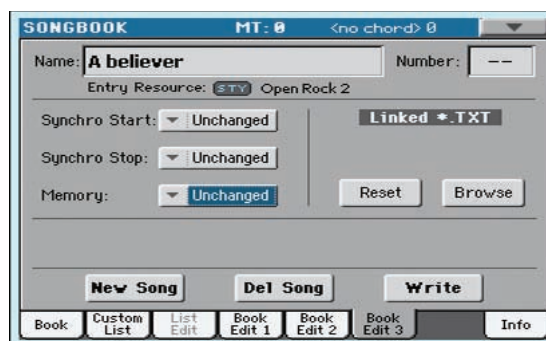 SONGBOOK MT: 0 <no chord> 0
Name: A believer Number: --
Entry Resource: STY Open Rock 2
Synchro Start: Unchanged Linked *.TXT
Synchro Stop: Unchanged
Memory: Unchanged Reset Browse
New Song Del Song Write
Book Custom List List Edit Book Edit 1 Book Edit 2 Book Edit 3 Info